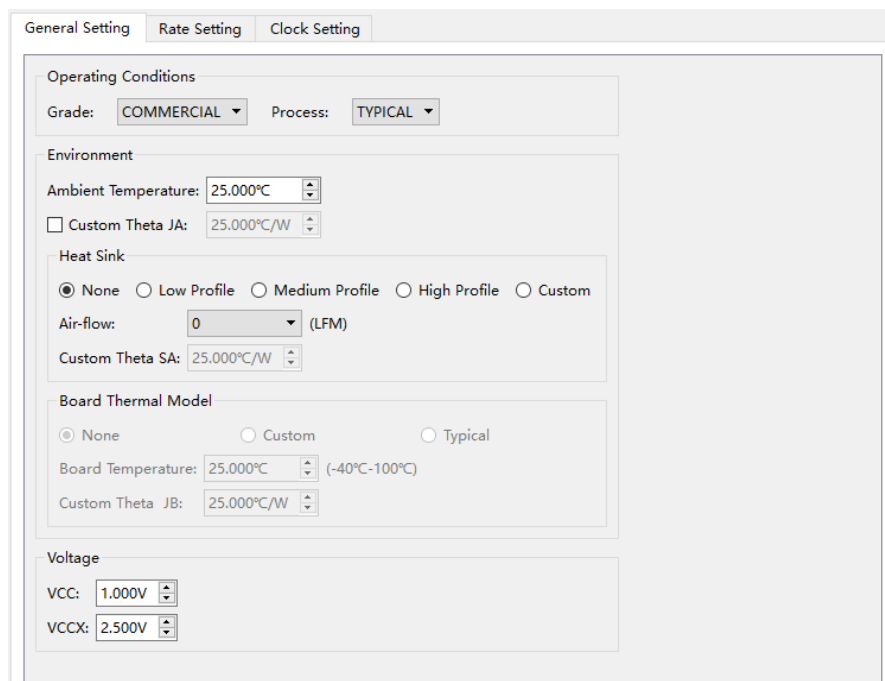 General Setting Rate Setting Clock Setting
Operating Conditions
Grade: COMMERCIAL Process: TYPICAL
Environment
Ambient Temperature: 25.000℃
Custom Theta JA: 25.000℃/W
Heat Sink
None Low Profile Medium Profile High Profile Custom
Air-flow: 0 (LFM)
Custom Theta SA: 25.000℃/W
Board Thermal Model
None Custom Typical
Board Temperature: 25.000℃ (-40℃-100℃)
Custom Theta JB: 25.000℃/W
Voltage
VCC: 1.000V
VCCX: 2.500V